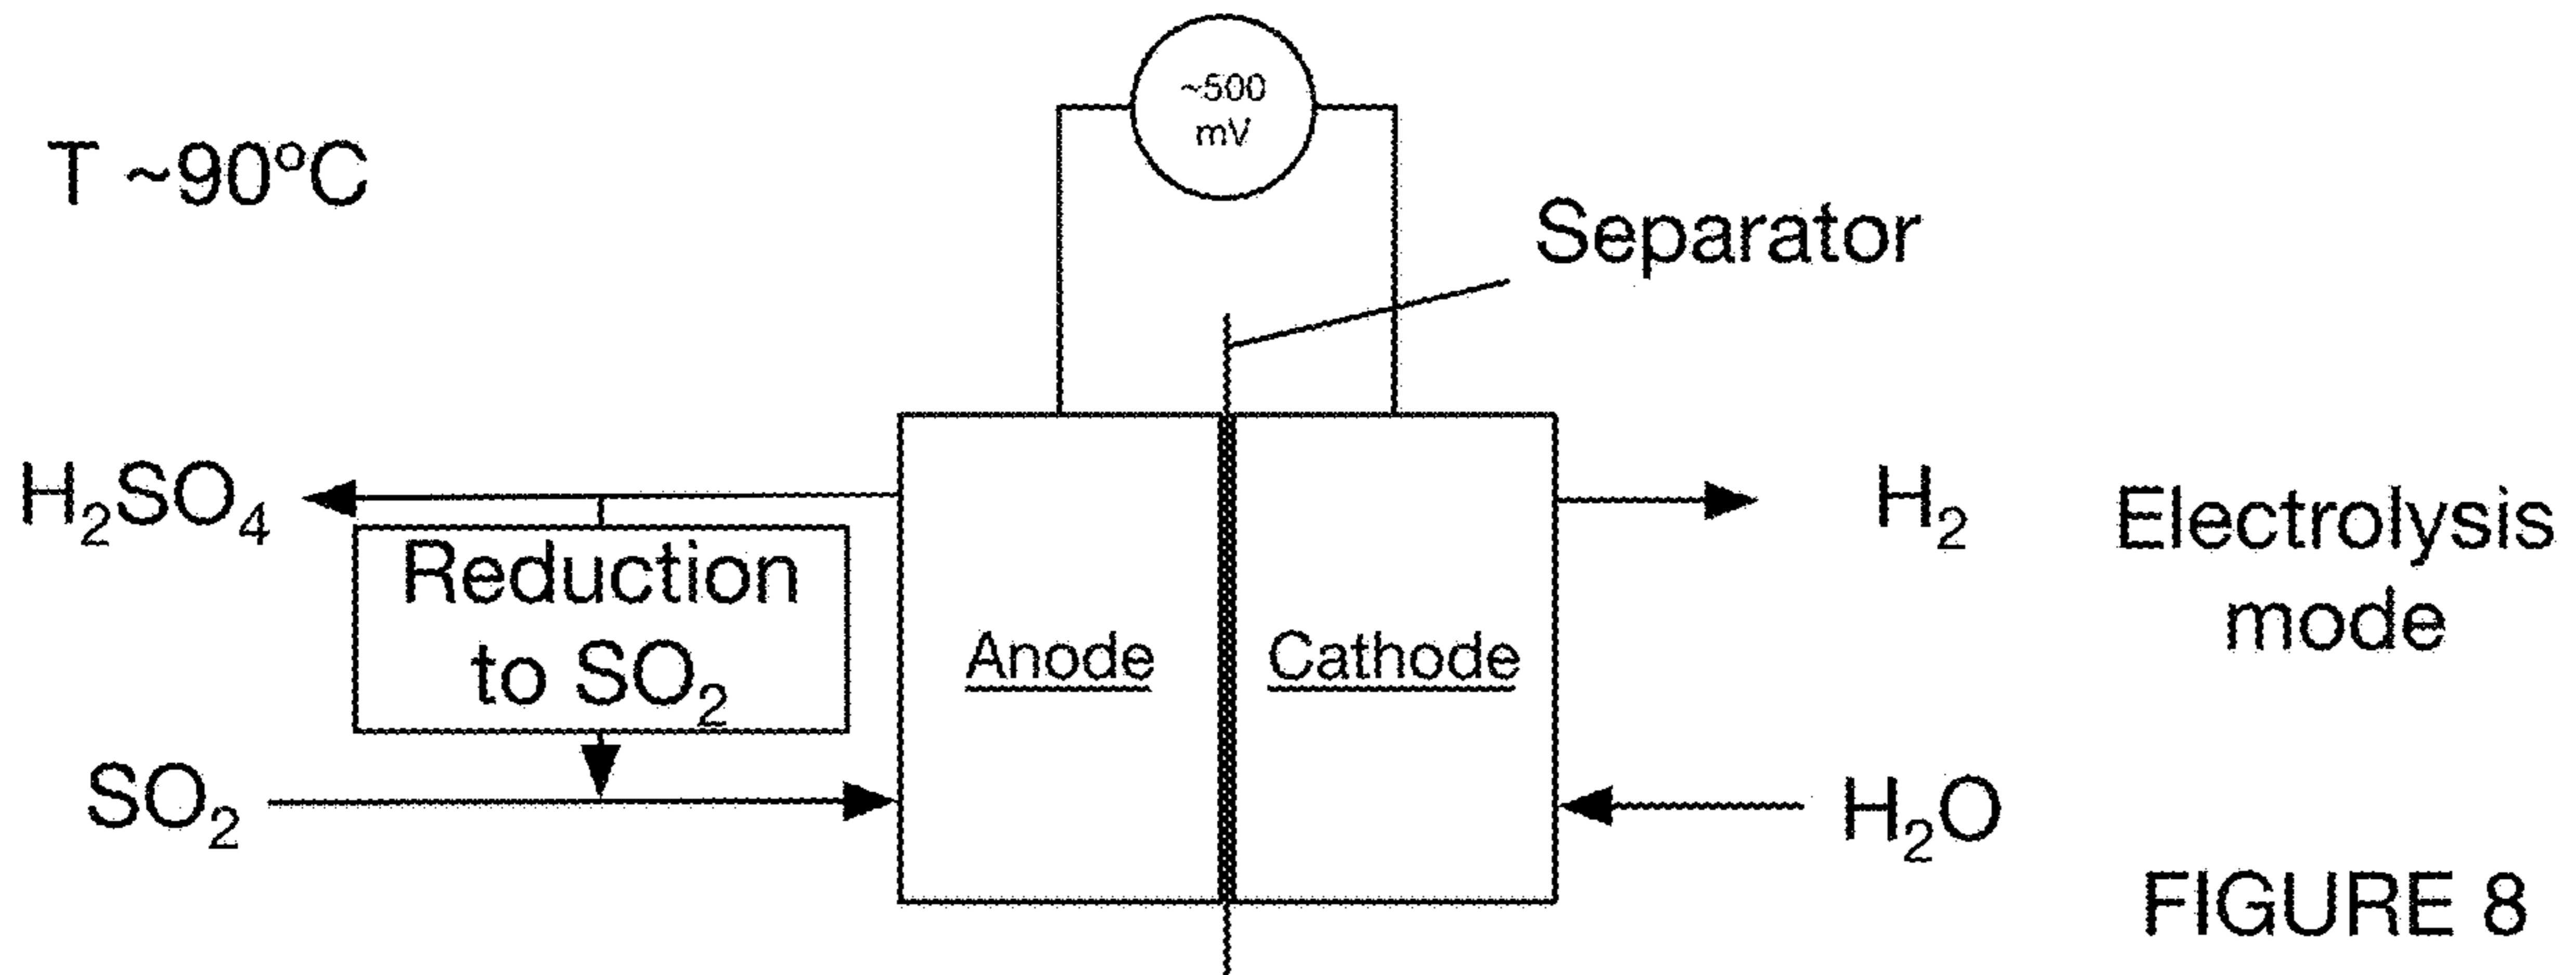 ~500
mV
T ~90°C
Separator
H₂SO₄
Reduction
to SO₂
Anode
Cathode
H₂
Electrolysis
mode
SO₂
H₂O
FIGURE 8